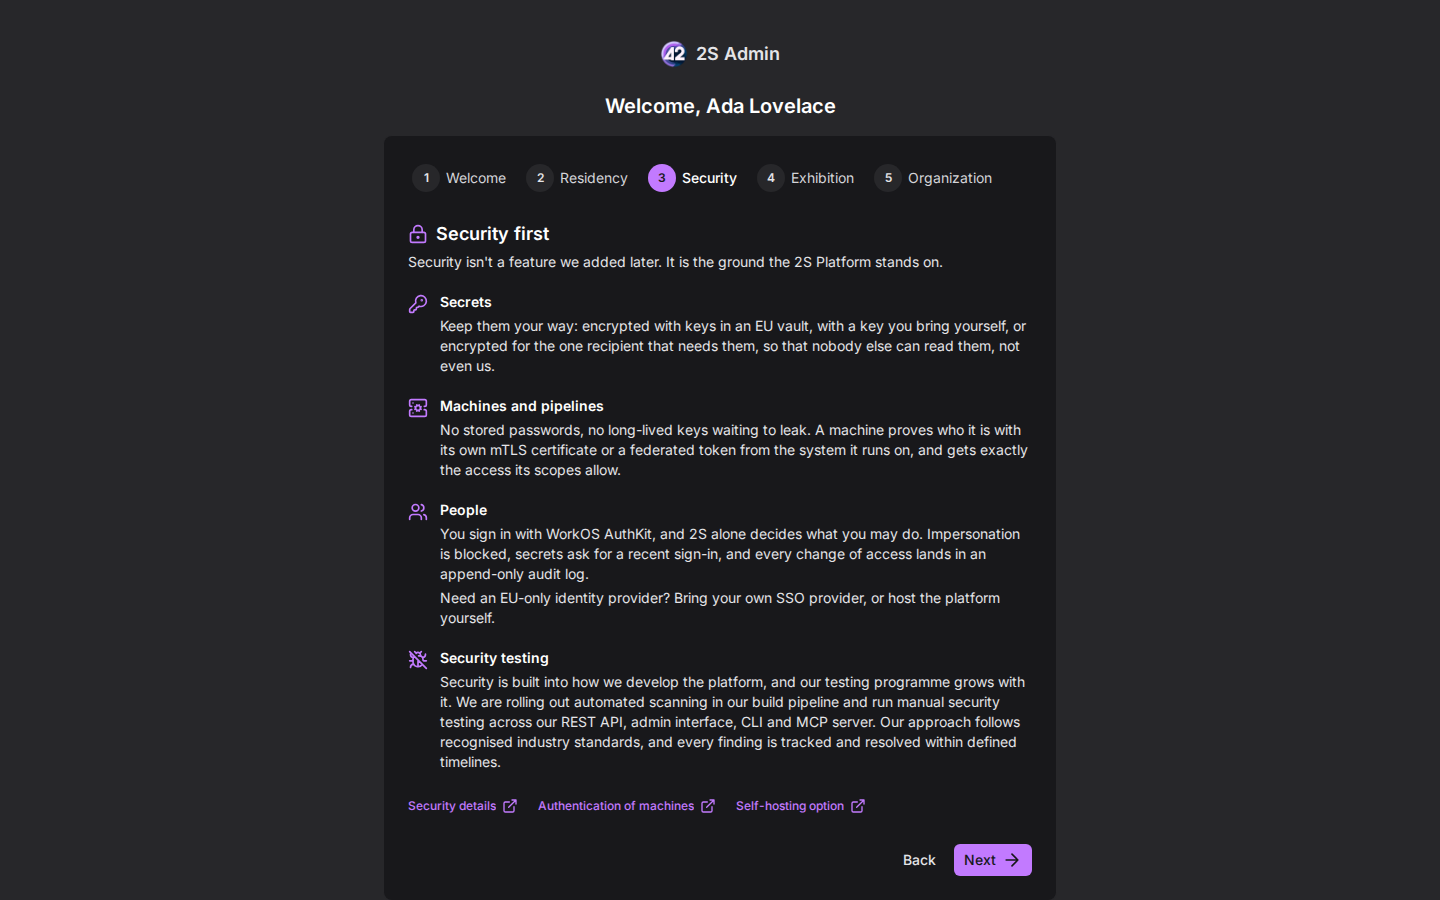 42 2S Admin
Welcome, Ada Lovelace
1 Welcome 2 Residency 3 Security 4 Exhibition 5 Organization
Security first
Security isn't a feature we added later. It is the ground the 2S Platform stands on.
Secrets
Keep them your way: encrypted with keys in an EU vault, with a key you bring yourself, or
encrypted for the one recipient that needs them, so that nobody else can read them, not
even us.
Machines and pipelines
No stored passwords, no long-lived keys waiting to leak. A machine proves who it is with
its own mTLS certificate or a federated token from the system it runs on, and gets exactly
the access its scopes allow.
People
You sign in with WorkOS AuthKit, and 2S alone decides what you may do. Impersonation
is blocked, secrets ask for a recent sign-in, and every change of access lands in an
append-only audit log.
Need an EU-only identity provider? Bring your own SSO provider, or host the platform
yourself.
Security testing
Security is built into how we develop the platform, and our testing programme grows with
it. We are rolling out automated scanning in our build pipeline and run manual security
testing across our REST API, admin interface, CLI and MCP server. Our approach follows
recognised industry standards, and every finding is tracked and resolved within defined
timelines.
Security details Authentication of machines Self-hosting option
Back Next